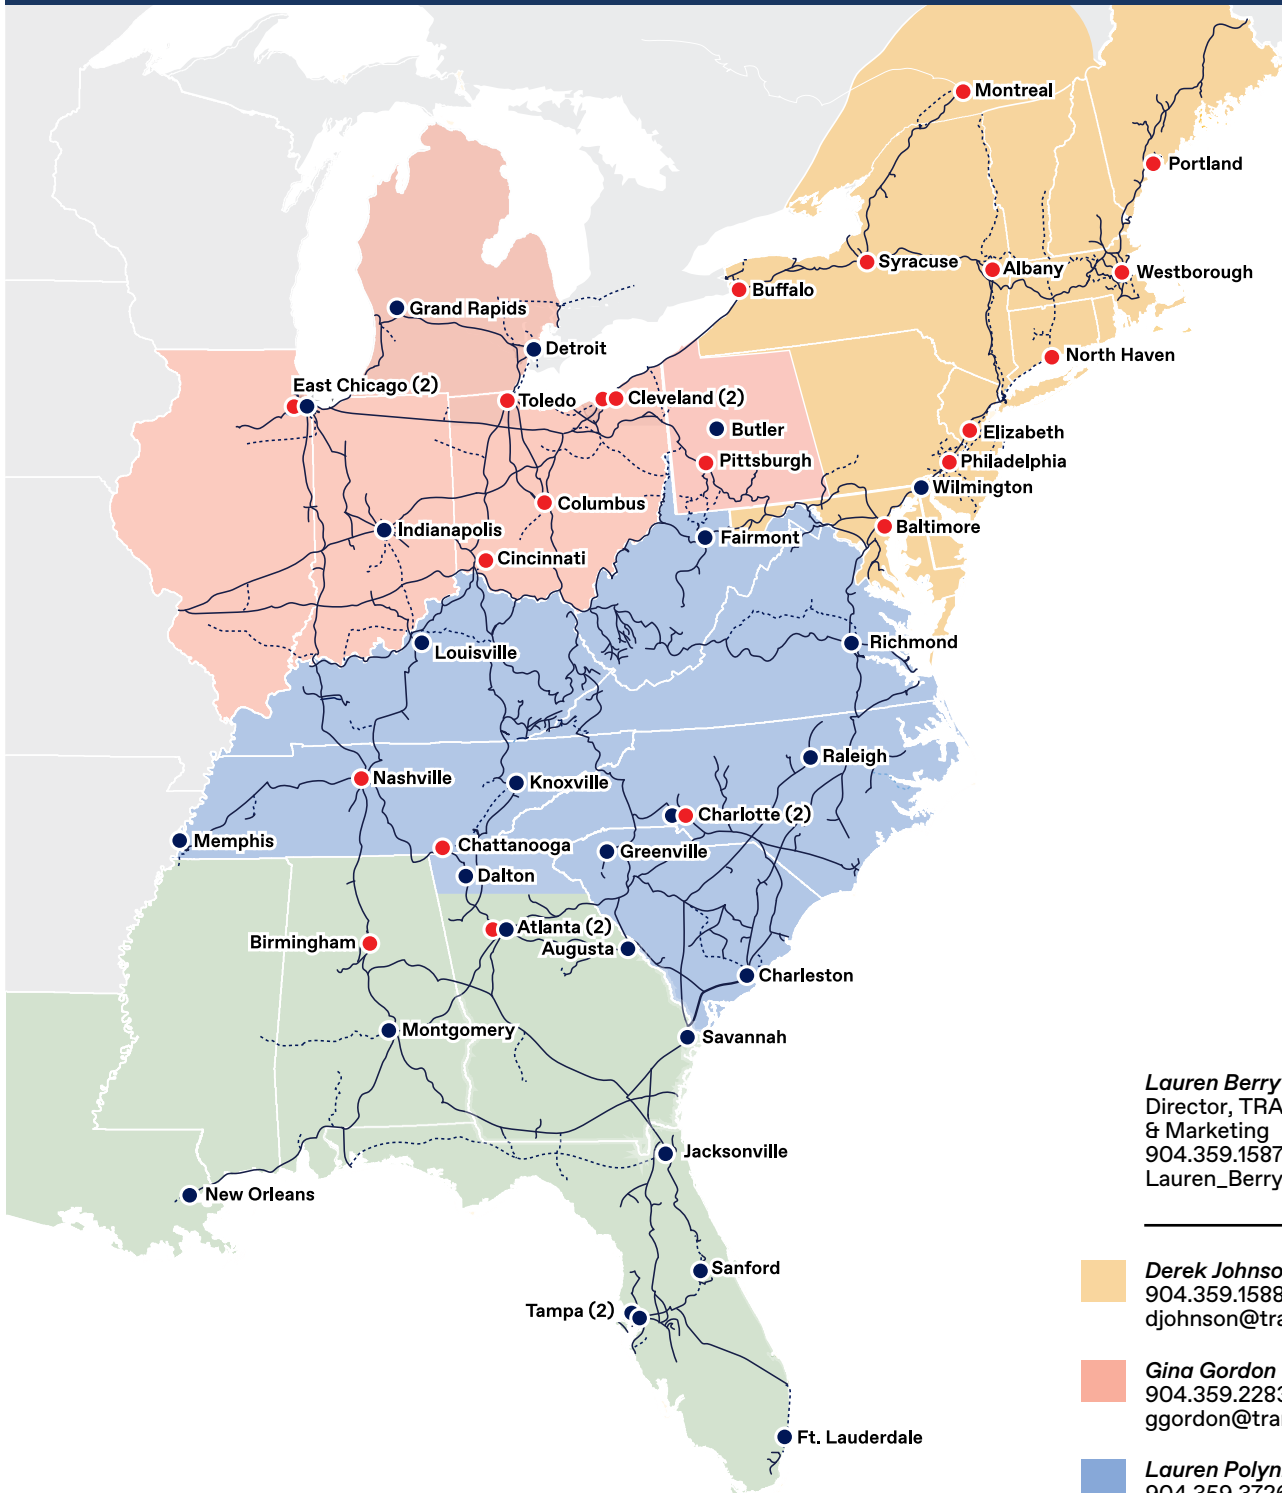 Montreal
Portland
Syracuse
Albany
Westborough
Buffalo
Grand Rapids
Detroit
North Haven
East Chicago (2)
Toledo
Cleveland (2)
Butler
Elizabeth
Pittsburgh
Philadelphia
Wilmington
Columbus
Baltimore
Indianapolis
Fairmont
Cincinnati
Louisville
Richmond
Raleigh
Nashville
Knoxville
Charlotte (2)
Memphis
Chattanooga
Greenville
Dalton
Atlanta (2)
Birmingham
Augusta
Charleston
Montgomery
Savannah
Jacksonville
New Orleans
Sanford
Tampa (2)
Ft. Lauderdale
Lauren Berry
Director, TRA
& Marketing
904.359.1587
Lauren_Berry
Derek Johnso
904.359.1588
djohnson@tra
Gina Gordon
904.359.2283
ggordon@tra
Lauren Polyn
904.359.3726